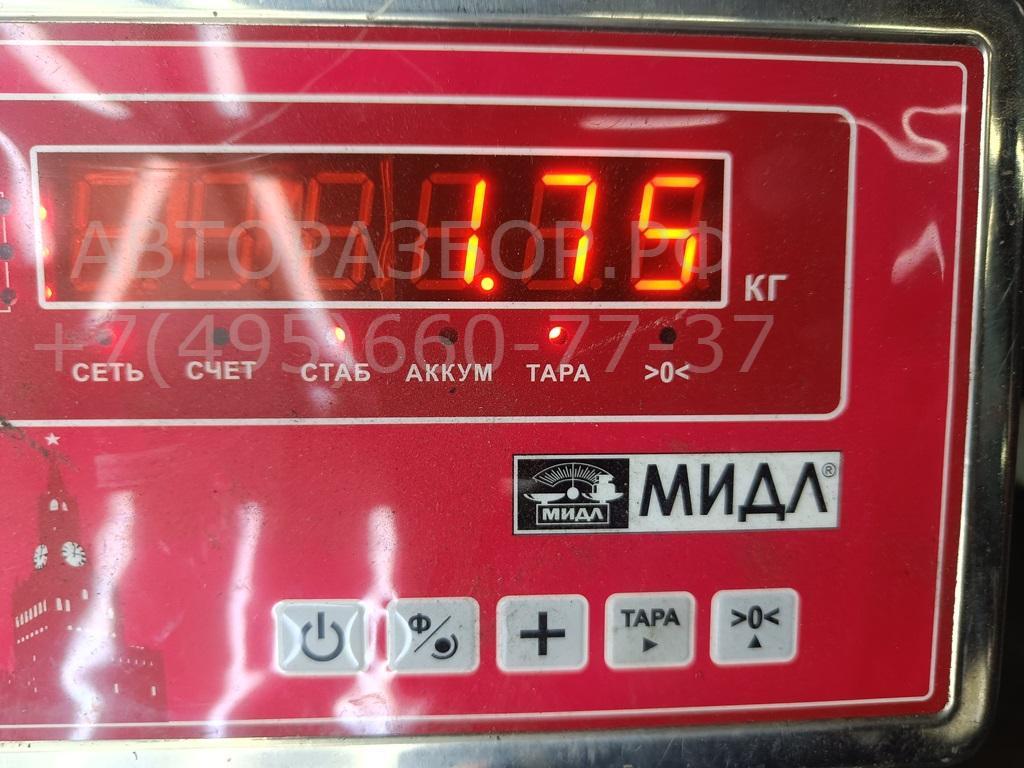 1.75
КГ
АВТОРАЗБОР.РФ
+7(495)660-77-37
СЕТЬ СЧЕТ СТАБ АККУМ ТАРА >0<
МИДЛ МИДЛ®
Ф ТАРА >0<